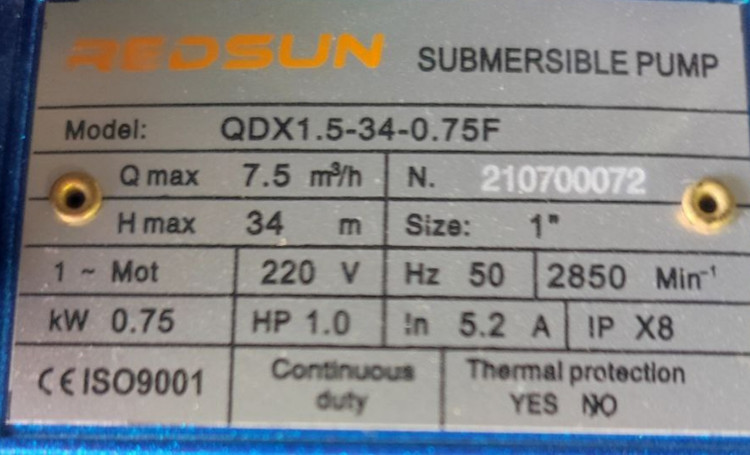 REDSUN SUBMERSIBLE PUMP
Model: QDX1.5-34-0.75F
Q max 7.5 m³/h N. 210700072
H max 34 m Size: 1"
1 ~ Mot 220 V Hz 50 2850 Min⁻¹
kW 0.75 HP 1.0 In 5.2 A IP X8
CE ISO9001 Continuous duty Thermal protection
YES NO